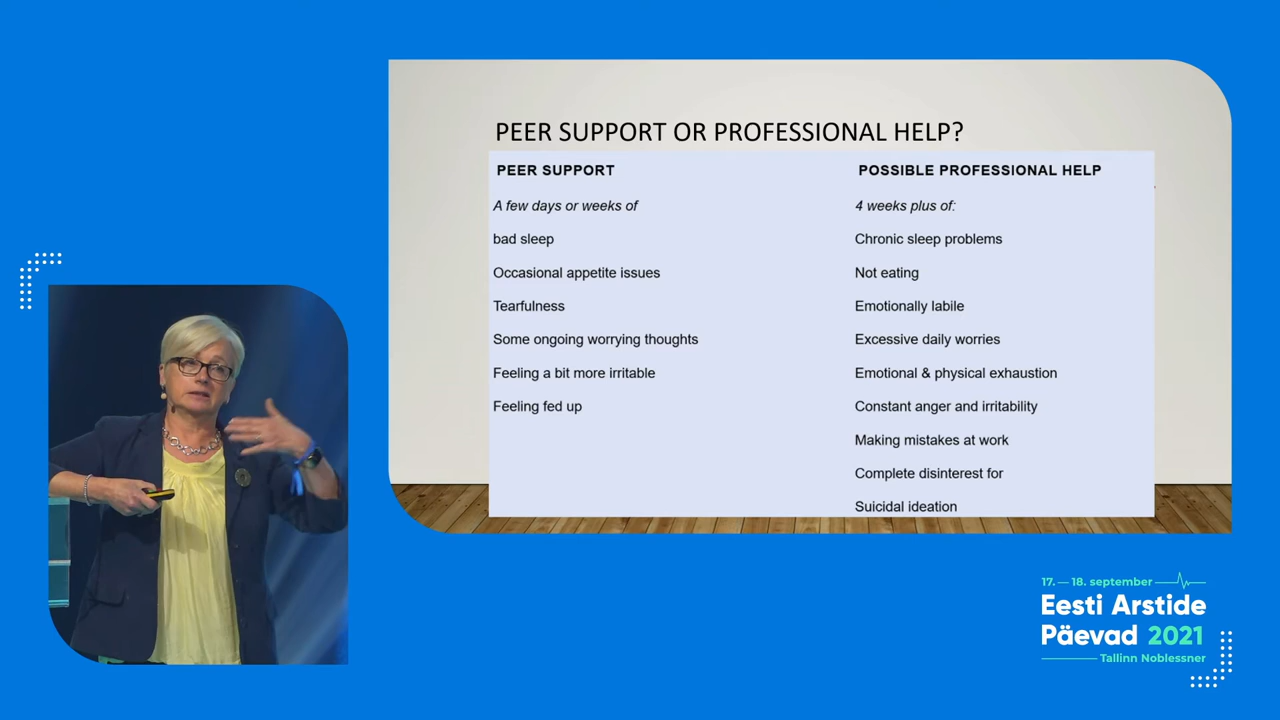 PEER SUPPORT OR PROFESSIONAL HELP?
PEER SUPPORT
A few days or weeks of
bad sleep
Occasional appetite issues
Tearfulness
Some ongoing worrying thoughts
Feeling a bit more irritable
Feeling fed up
POSSIBLE PROFESSIONAL HELP
4 weeks plus of:
Chronic sleep problems
Not eating
Emotionally labile
Excessive daily worries
Emotional & physical exhaustion
Constant anger and irritability
Making mistakes at work
Complete disinterest for
Suicidal ideation
17. — 18. september
Eesti Arstide
Päevad 2021
Tallinn Noblessner